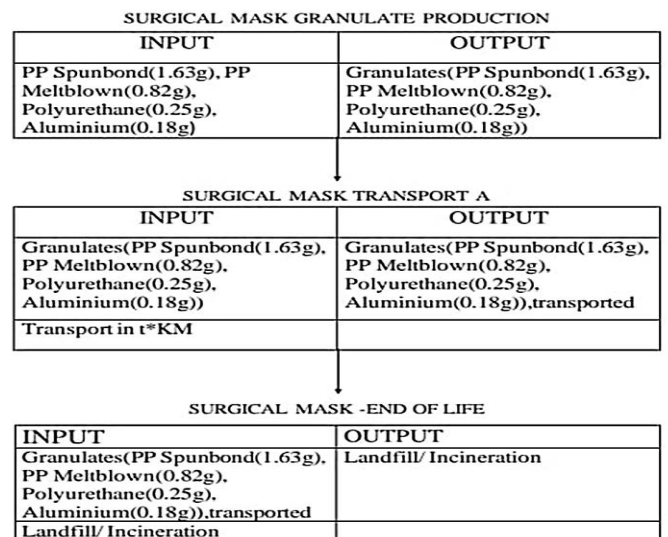 SURGICAL MASK GRANULATE PRODUCTION
INPUT OUTPUT
PP Spunbond(1.63g), PP Meltblown(0.82g), Polyurethane(0.25g), Aluminium(0.18g)
Granulates(PP Spunbond(1.63g), PP Meltblown(0.82g), Polyurethane(0.25g), Aluminium(0.18g))
SURGICAL MASK TRANSPORT A
INPUT OUTPUT
Granulates(PP Spunbond(1.63g), PP Meltblown(0.82g), Polyurethane(0.25g), Aluminium(0.18g))
Granulates(PP Spunbond(1.63g), PP Meltblown(0.82g), Polyurethane(0.25g), Aluminium(0.18g)),transported
Transport in t*KM
SURGICAL MASK -END OF LIFE
INPUT OUTPUT
Granulates(PP Spunbond(1.63g), PP Meltblown(0.82g), Polyurethane(0.25g), Aluminium(0.18g)),transported
Landfill/ Incineration
Landfill/ Incineration